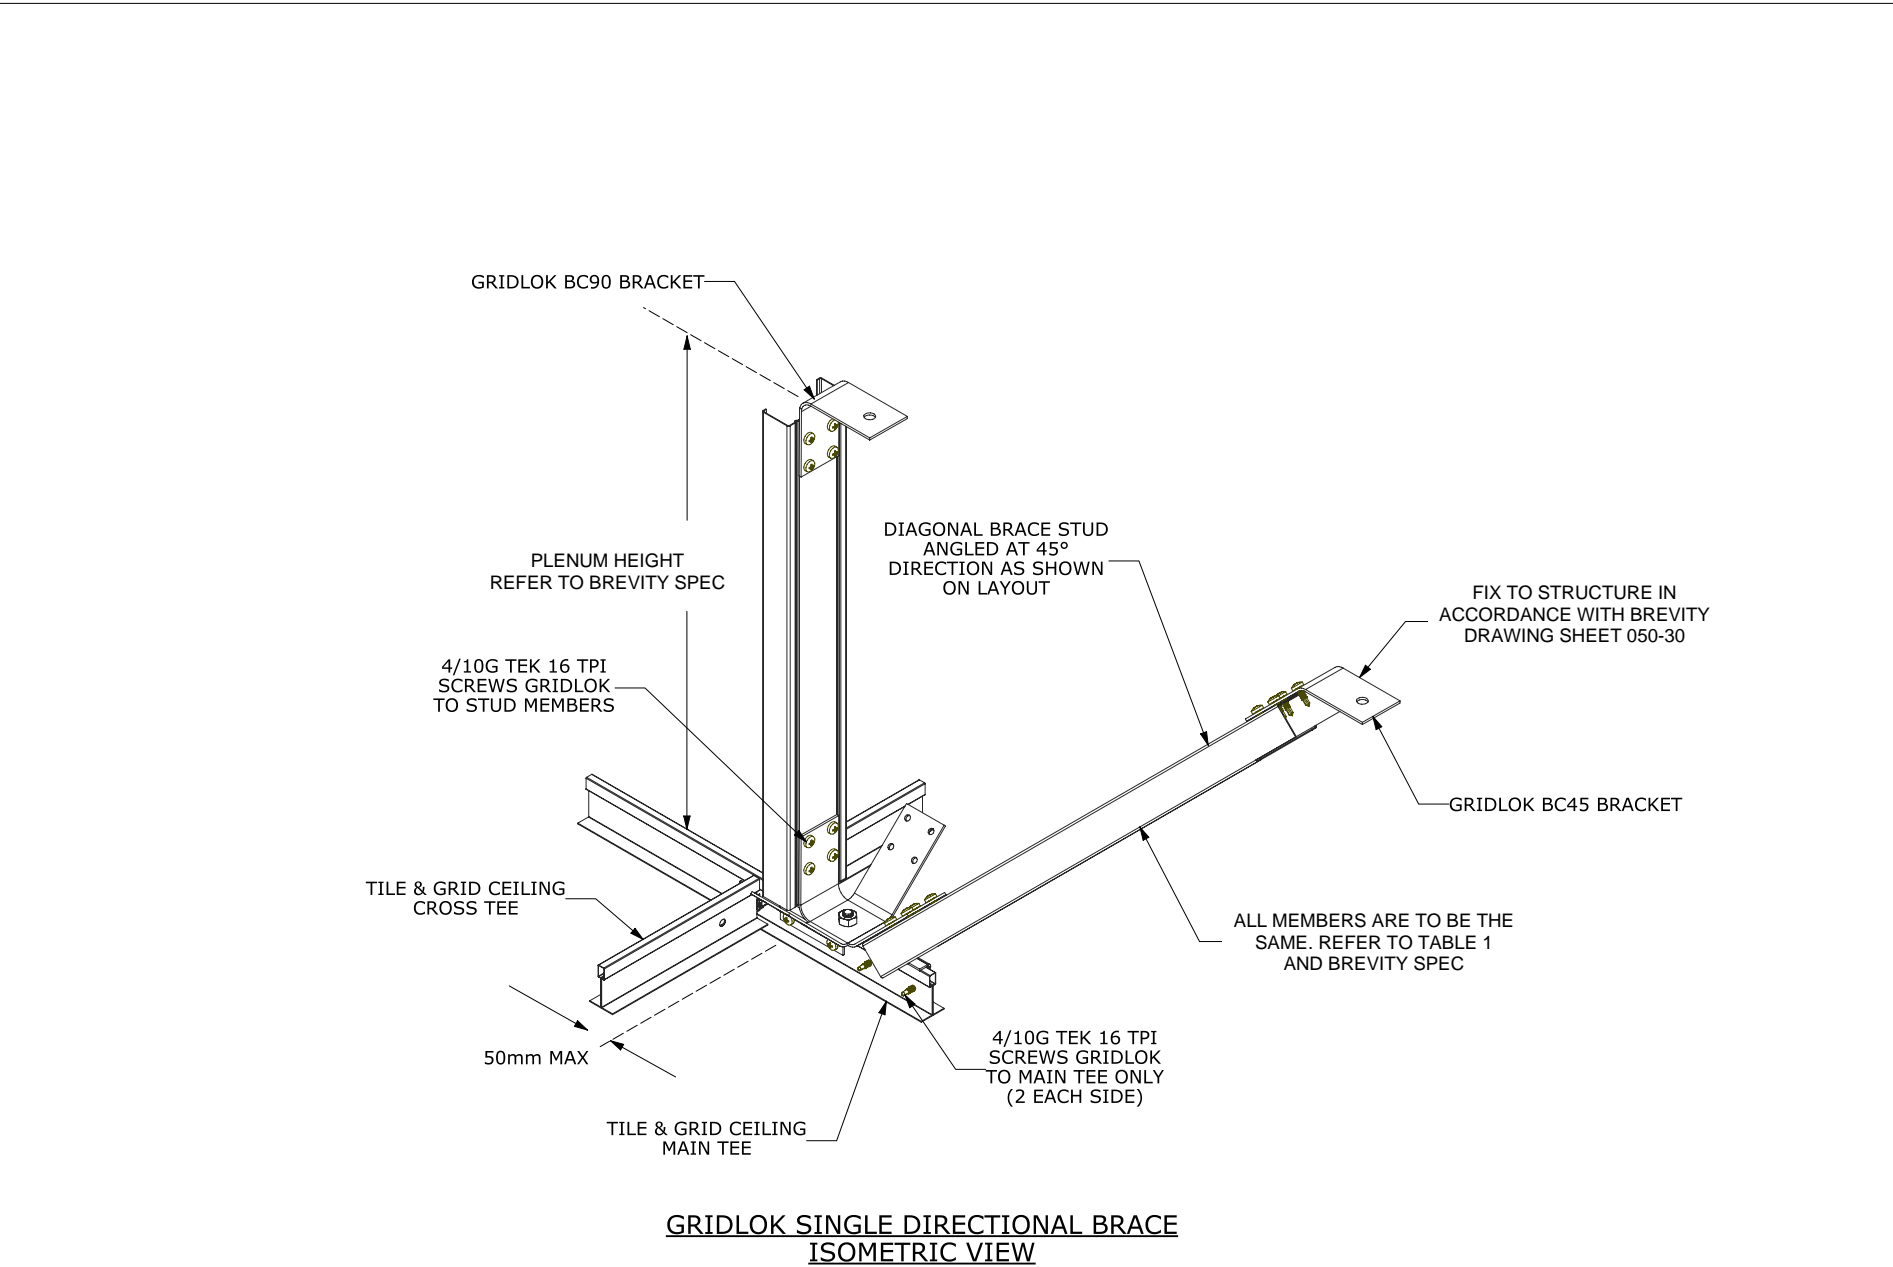 GRIDLOK BC90 BRACKET
DIAGONAL BRACE STUD
ANGLED AT 45°
DIRECTION AS SHOWN
ON LAYOUT
PLENUM HEIGHT
REFER TO BREVITY SPEC
FIX TO STRUCTURE IN
ACCORDANCE WITH BREVITY
DRAWING SHEET 050-30
4/10G TEK 16 TPI
SCREWS GRIDLOK
TO STUD MEMBERS
GRIDLOK BC45 BRACKET
TILE & GRID CEILING
CROSS TEE
ALL MEMBERS ARE TO BE THE
SAME. REFER TO TABLE 1
AND BREVITY SPEC
50mm MAX
4/10G TEK 16 TPI
SCREWS GRIDLOK
TO MAIN TEE ONLY
(2 EACH SIDE)
TILE & GRID CEILING
MAIN TEE
GRIDLOK SINGLE DIRECTIONAL BRACE
ISOMETRIC VIEW